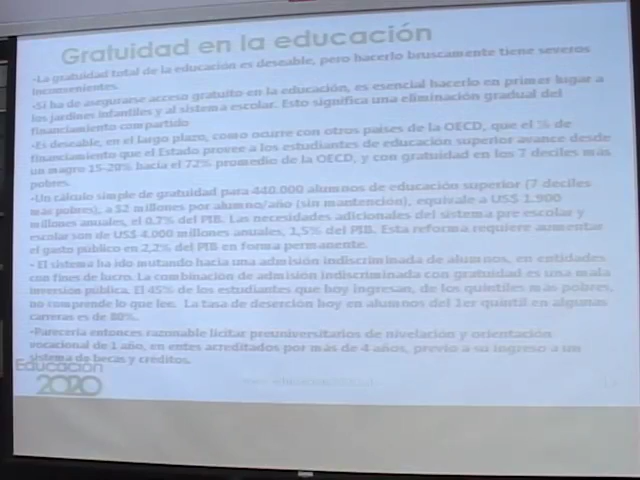 Gratuidad en la educación
-La gratuidad total de la educación es deseable, pero hacerlo bruscamente tiene severos
inconvenientes.
-Si ha de asegurarse acceso gratuito en la educación, es esencial hacerlo en primer lugar a
los jardines infantiles y al sistema escolar. Esto significa una eliminación gradual del
financiamiento compartido
-Es deseable, en el largo plazo, como ocurre con otros países de la OECD, que el % de
financiamiento que el Estado provee a los estudiantes de educación superior avance desde
un magro 15-20% hacia el 72% promedio de la OECD, y con gratuidad en los 7 deciles más
pobres.
-Un cálculo simple de gratuidad para 440.000 alumnos de educación superior (7 deciles
más pobres), a $2 millones por alumno/año (sin mantención), equivale a US$ 1.900
millones anuales, el 0.7% del PIB. Las necesidades adicionales del sistema pre escolar y
escolar son de US$ 4.000 millones anuales, 1,5% del PIB. Esta reforma requiere aumentar
el gasto público en 2,2% del PIB en forma permanente.
- El sistema ha ido mutando hacia una admisión indiscriminada de alumnos, en entidades
con fines de lucro. La combinación de admisión indiscriminada con gratuidad es una mala
inversión pública. El 45% de los estudiantes que hoy ingresan, de los quintiles más pobres,
no comprende lo que lee. La tasa de deserción hoy en alumnos del 1er quintil en algunas
carreras es de 80%.
-Parecería entonces razonable licitar preuniversitarios de nivelación y orientación
vocacional de 1 año, en entes acreditados por más de 4 años, previo a su ingreso a un
sistema de becas y créditos.
Educación
2020